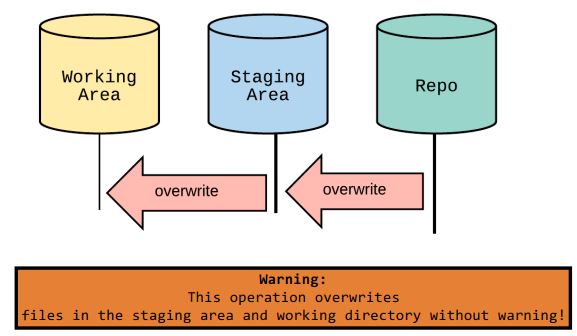 Working
Area
Staging
Area
Repo
overwrite
overwrite
Warning:
This operation overwrites
files in the staging area and working directory without warning!